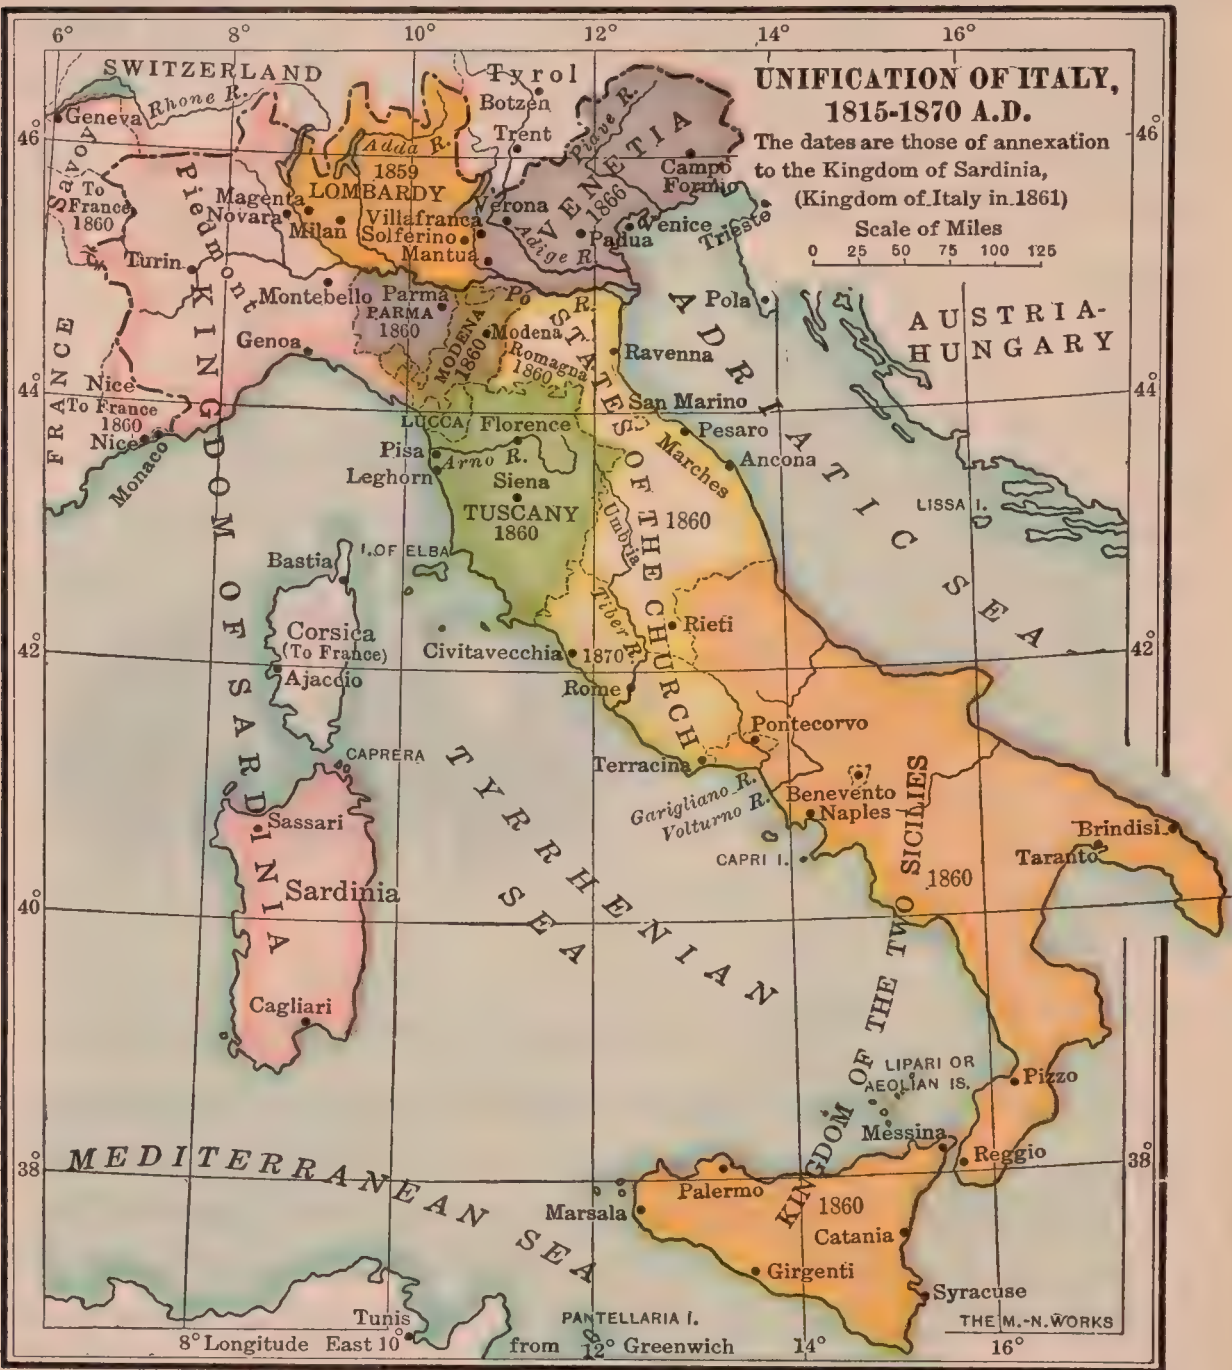 6° 8° 10° 12° 14° 16°
UNIFICATION OF ITALY,
1815-1870 A.D.
The dates are those of annexation
to the Kingdom of Sardinia,
(Kingdom of Italy in 1861)
Scale of Miles
0 25 50 75 100 125
SWITZERLAND
Rhone R.
Geneva
Tyrol
Botzen
Trent
46°
46°
Savoy
To
France
1860
Piedmont
Adda R.
1859
LOMBARDY
Magenta
Novara
Milan
Villafranca
Solferino
Mantua
Verona
Adige R.
Piave R.
VENETIA
1866
Campo
Formio
Padua
Venice
Trieste
Turin
Montebello
Parma
PARMA
1860
MODENA
1860
Modena
Po R.
Romagna
1860
Pola
AUSTRIA-
HUNGARY
Genoa
Ravenna
FRANCE
44°
44°
Nice
To France
1860
Nice
Monaco
LUCCA
Florence
San Marino
Pesaro
Pisa
Arno R.
Leghorn
Siena
TUSCANY
1860
Marches
Ancona
1860
Umbria
STATES OF THE CHURCH
ADRIATIC SEA
LISSA I.
KINGDOM OF SARDINIA
Bastia
I. OF ELBA
Corsica
(To France)
Ajaccio
Tiber R.
Rieti
42°
42°
Civitavecchia
1870
Rome
CAPRERA
Pontecorvo
Terracina
Garigliano R.
Volturno R.
Benevento
Naples
CAPRI I.
TYRRHENIAN
SEA
Sassari
Sardinia
Cagliari
Brindisi
Taranto
1860
KINGDOM OF THE TWO SICILIES
40°
LIPARI OR
AEOLIAN IS.
Pizzo
Messina
Reggio
38°
38°
MEDITERRANEAN SEA
Palermo
Marsala
1860
Catania
Girgenti
Syracuse
Tunis
PANTELLARIA I.
THE M.-N. WORKS
8° Longitude East 10° from 12° Greenwich 14° 16°